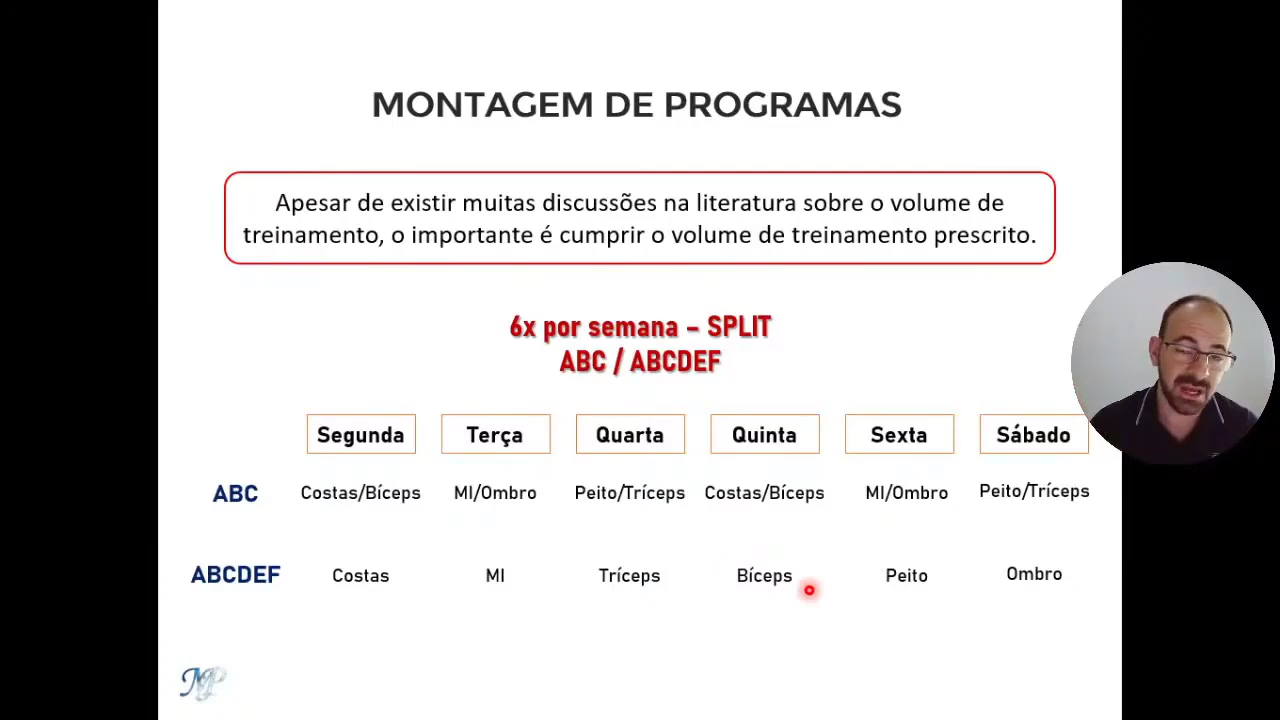 MONTAGEM DE PROGRAMAS
Apesar de existir muitas discussões na literatura sobre o volume de
treinamento, o importante é cumprir o volume de treinamento prescrito.
6x por semana – SPLIT
ABC / ABCDEF
Segunda Terça Quarta Quinta Sexta Sábado
ABC Costas/Bíceps MI/Ombro Peito/Tríceps Costas/Bíceps MI/Ombro Peito/Tríceps
ABCDEF Costas MI Tríceps Bíceps Peito Ombro
MP